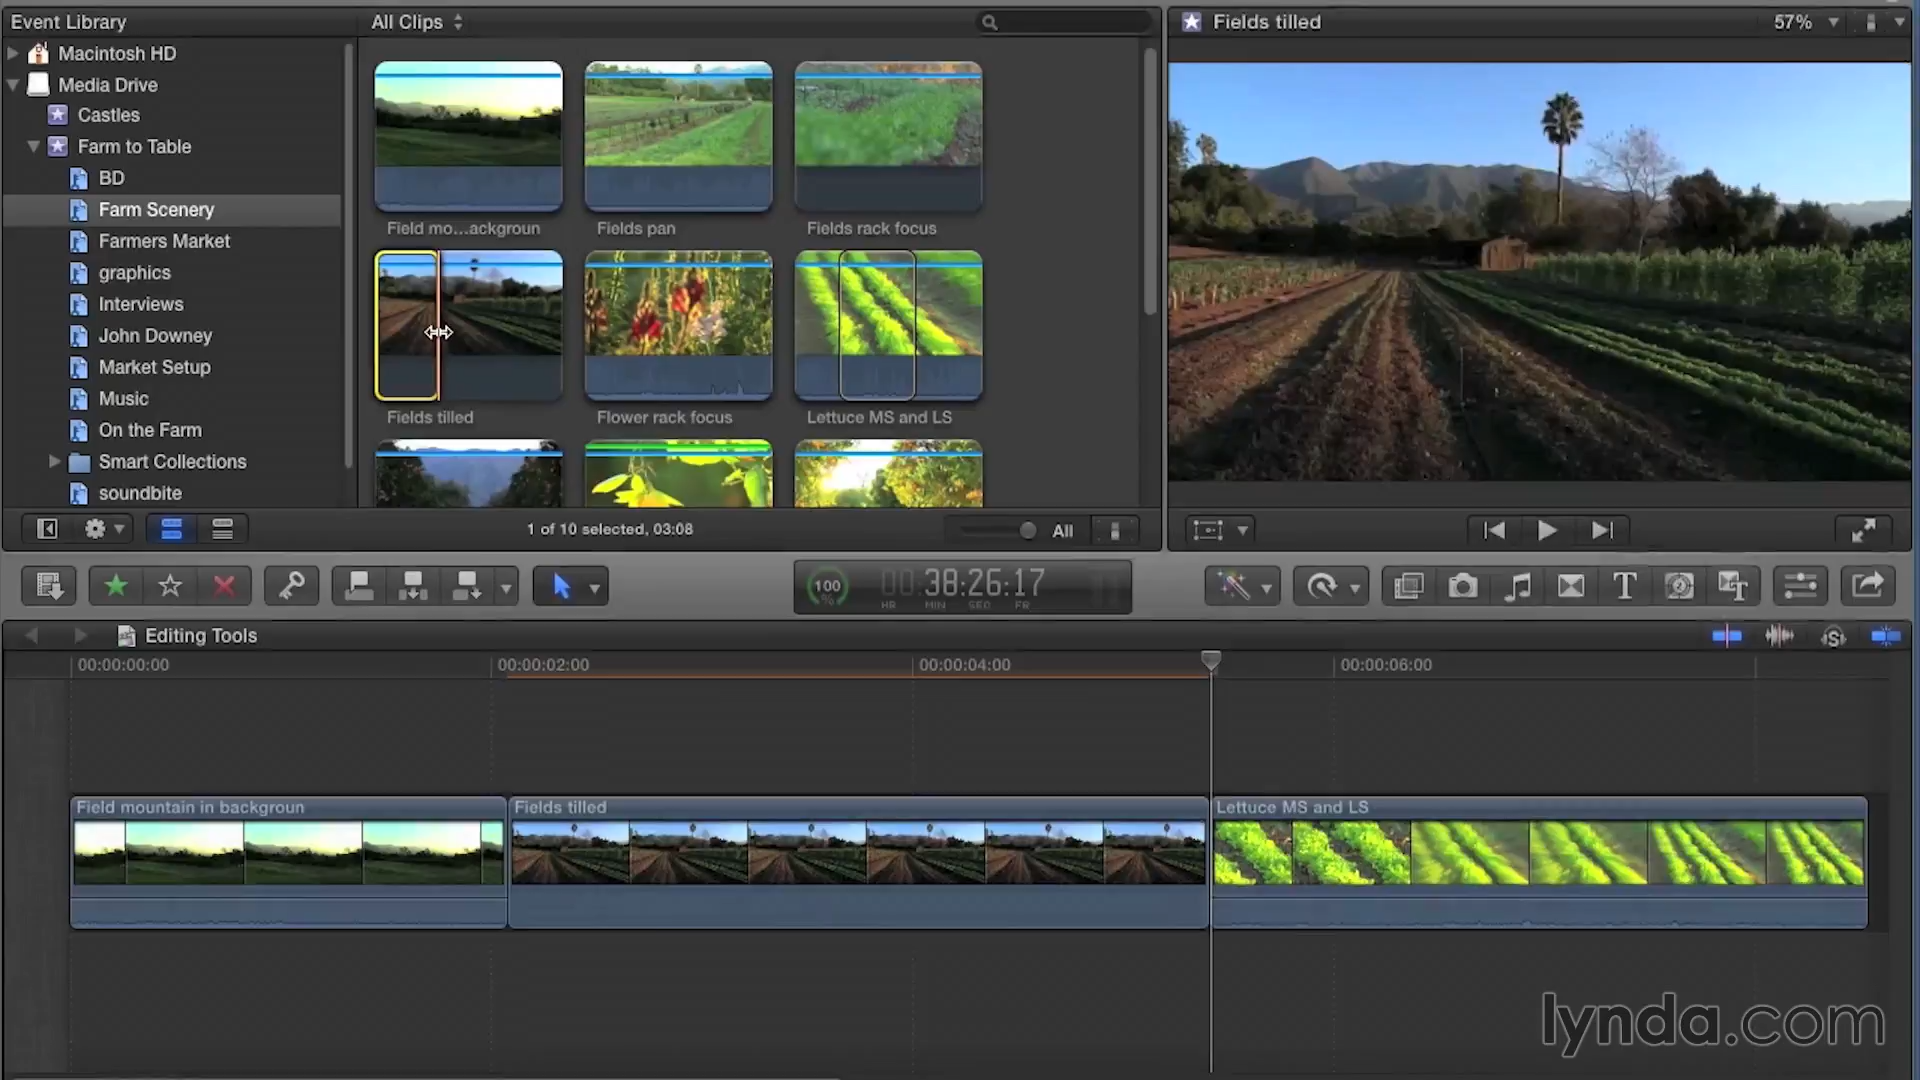 Event Library
All Clips
Fields tilled
57%
Macintosh HD
Media Drive
Castles
Farm to Table
BD
Farm Scenery
Farmers Market
graphics
Interviews
John Downey
Market Setup
Music
On the Farm
Smart Collections
soundbite
Field mo...ackgroun
Fields pan
Fields rack focus
Fields tilled
Flower rack focus
Lettuce MS and LS
1 of 10 selected, 03:08
All
100
%
00:38:26:17
HR MIN SEC FR
T
T
Editing Tools
S
00:00:00:00
00:00:02:00
00:00:04:00
00:00:06:00
Field mountain in backgroun
Fields tilled
Lettuce MS and LS
lynda.com